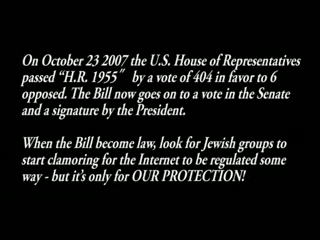 On October 23 2007 the U.S. House of Representatives
passed “H.R. 1955” by a vote of 404 in favor to 6
opposed. The Bill now goes on to a vote in the Senate
and a signature by the President.
When the Bill become law, look for Jewish groups to
start clamoring for the Internet to be regulated some
way - but it’s only for OUR PROTECTION!